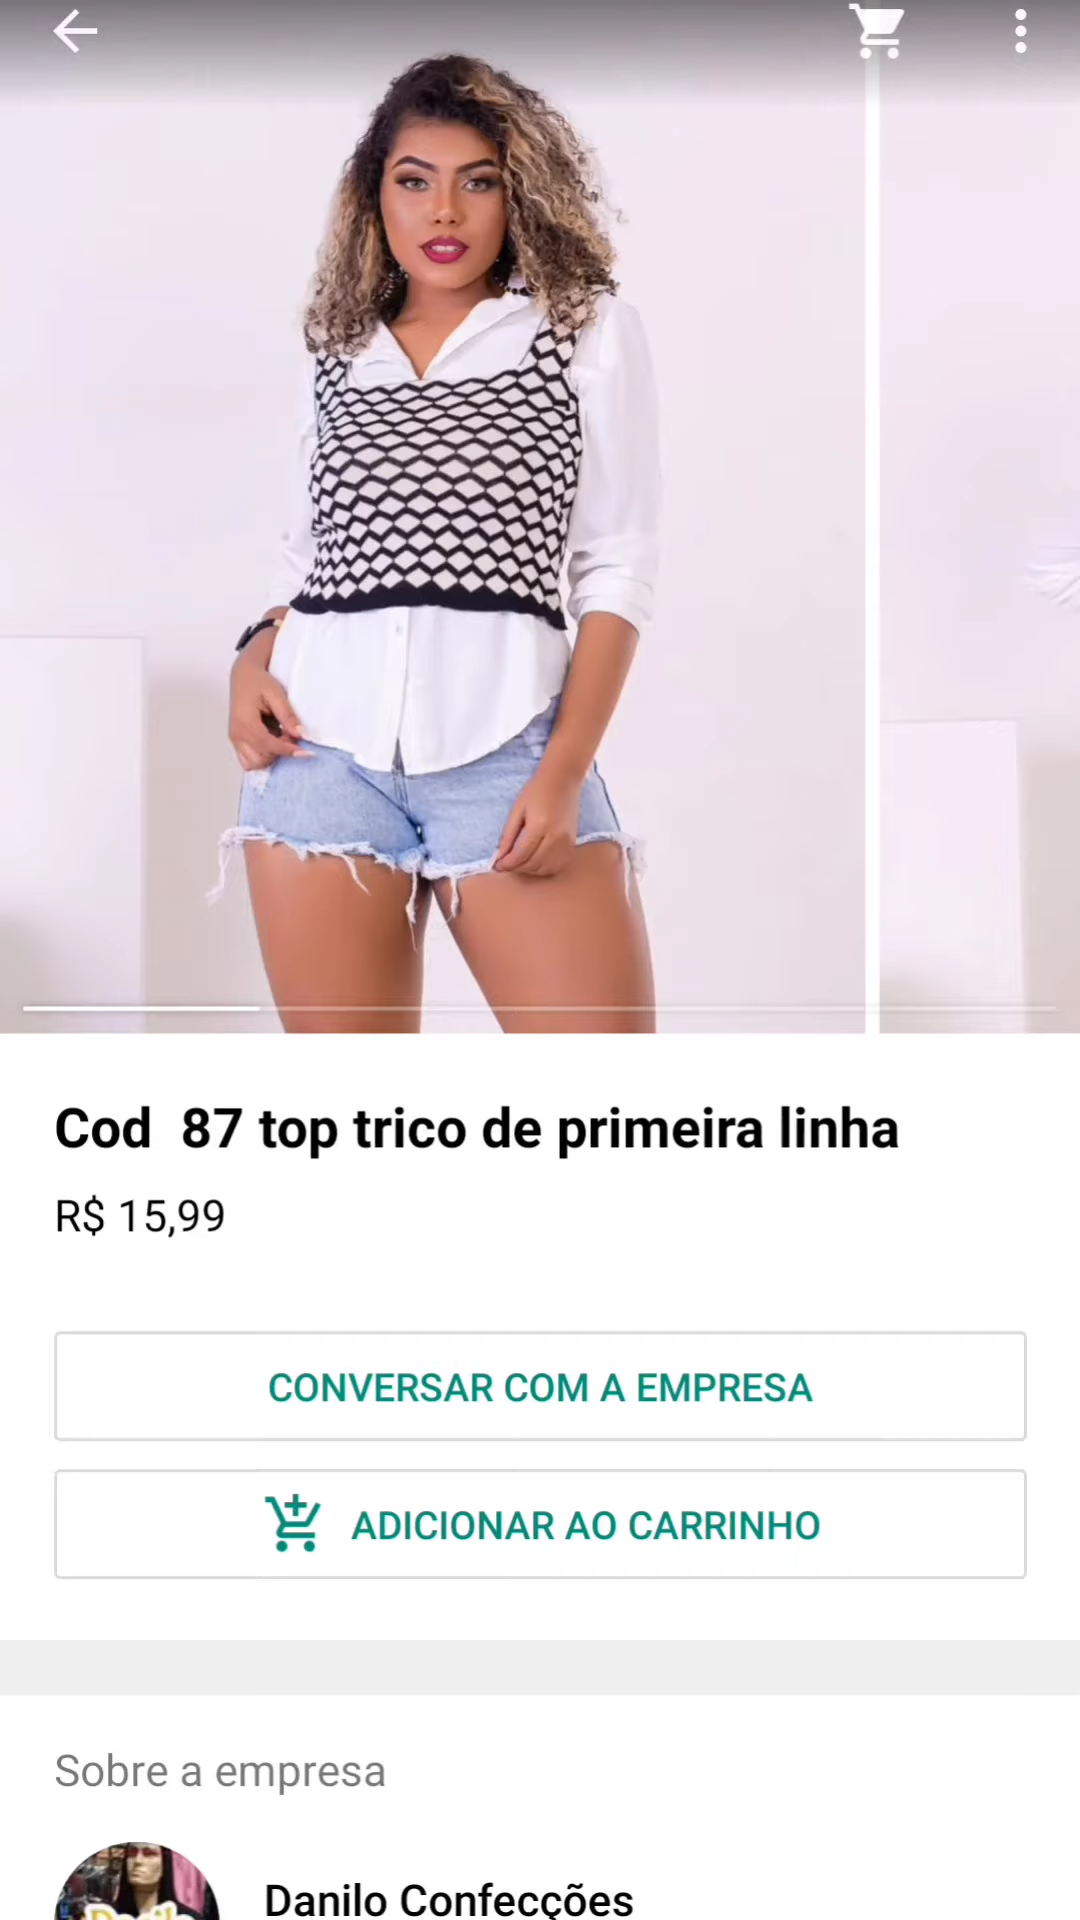 Cod 87 top trico de primeira linha
R$ 15,99
CONVERSAR COM A EMPRESA
ADICIONAR AO CARRINHO
Sobre a empresa
Danilo Confecções